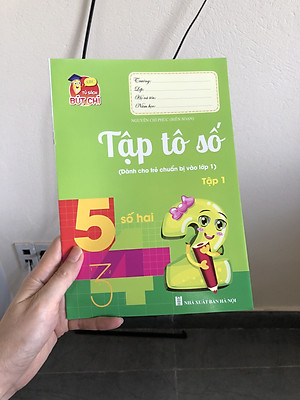 TỦ SÁCH
BÚT CHÌ
Trường:
Lớp:
Họ và tên:
Năm học:
Tập tô số
(Dành cho trẻ chuẩn bị vào lớp 1)
Tập 1
5
số hai
2
3
4
NHÀ XUẤT BẢN HÀ NỘI